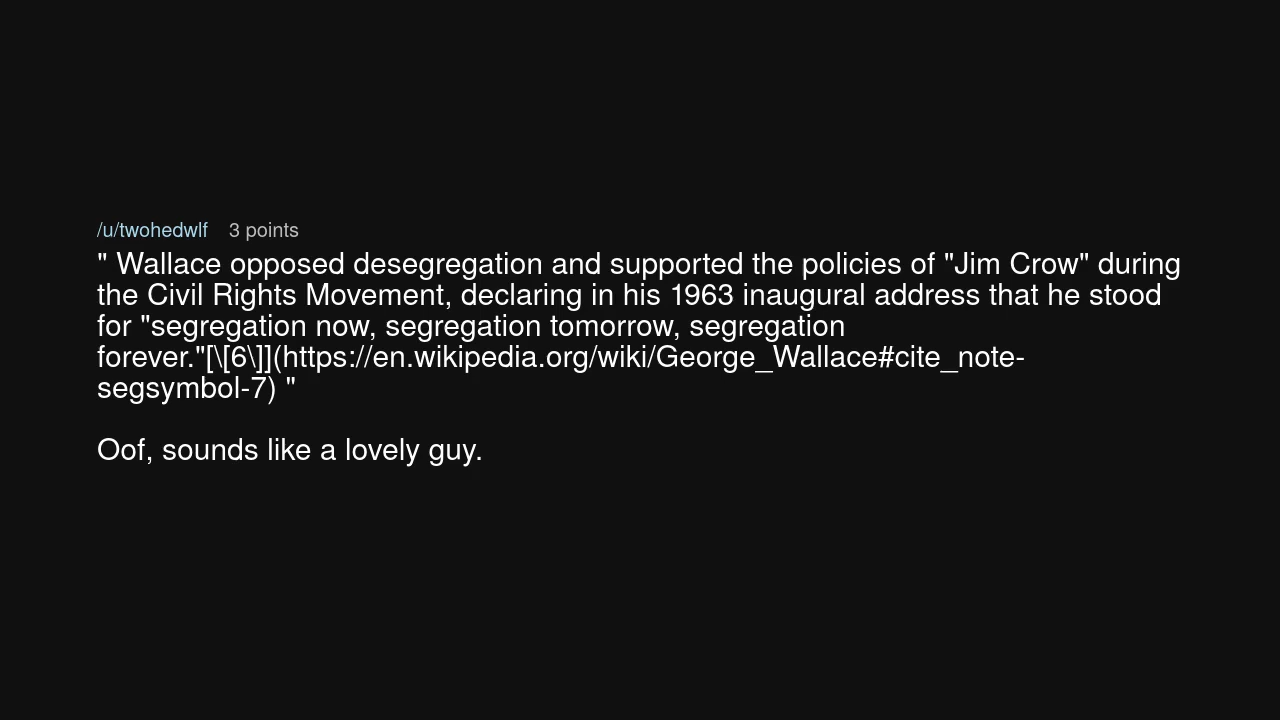 /u/twohedwlf 3 points
" Wallace opposed desegregation and supported the policies of "Jim Crow" during
the Civil Rights Movement, declaring in his 1963 inaugural address that he stood
for "segregation now, segregation tomorrow, segregation
forever."[\[6\]](https://en.wikipedia.org/wiki/George_Wallace#cite_note-
segsymbol-7) "
Oof, sounds like a lovely guy.